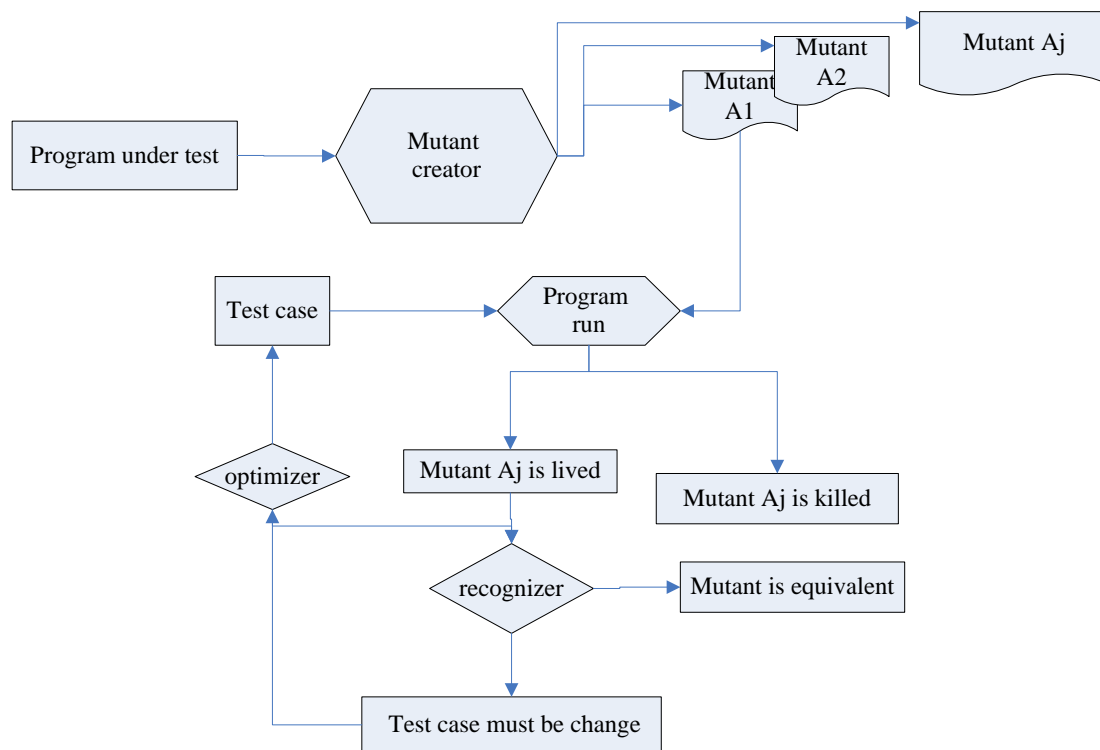 Mutant Aj
Mutant
A2
Mutant
A1
Program under test
Mutant
creator
Test case
Program
run
optimizer
Mutant Aj is lived
Mutant Aj is killed
recognizer
Mutant is equivalent
Test case must be change